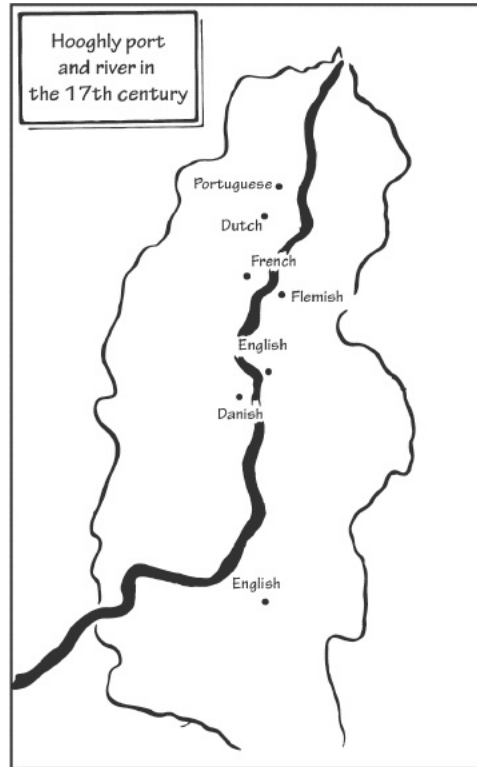 Hooghly port
and river in
the 17th century
Portuguese
Dutch
French
Flemish
English
Danish
English